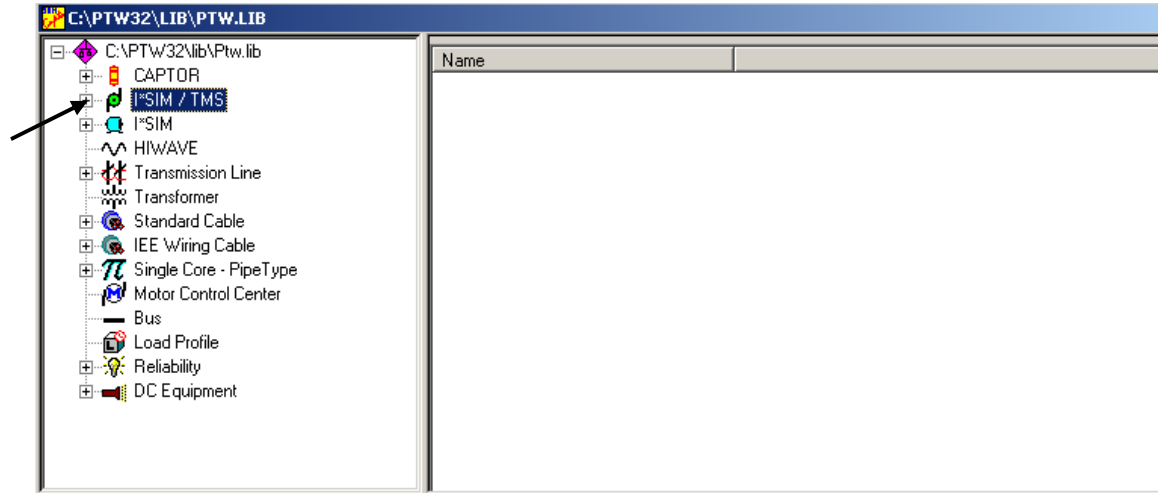 C:\PTW32\LIB\PTW.LIB
C:\PTW32\lib\Ptw.lib
Name
CAPTOR
I*SIM / TMS
I*SIM
HIWAVE
Transmission Line
Transformer
Standard Cable
IEE Wiring Cable
Single Core - PipeType
Motor Control Center
Bus
Load Profile
Reliability
DC Equipment